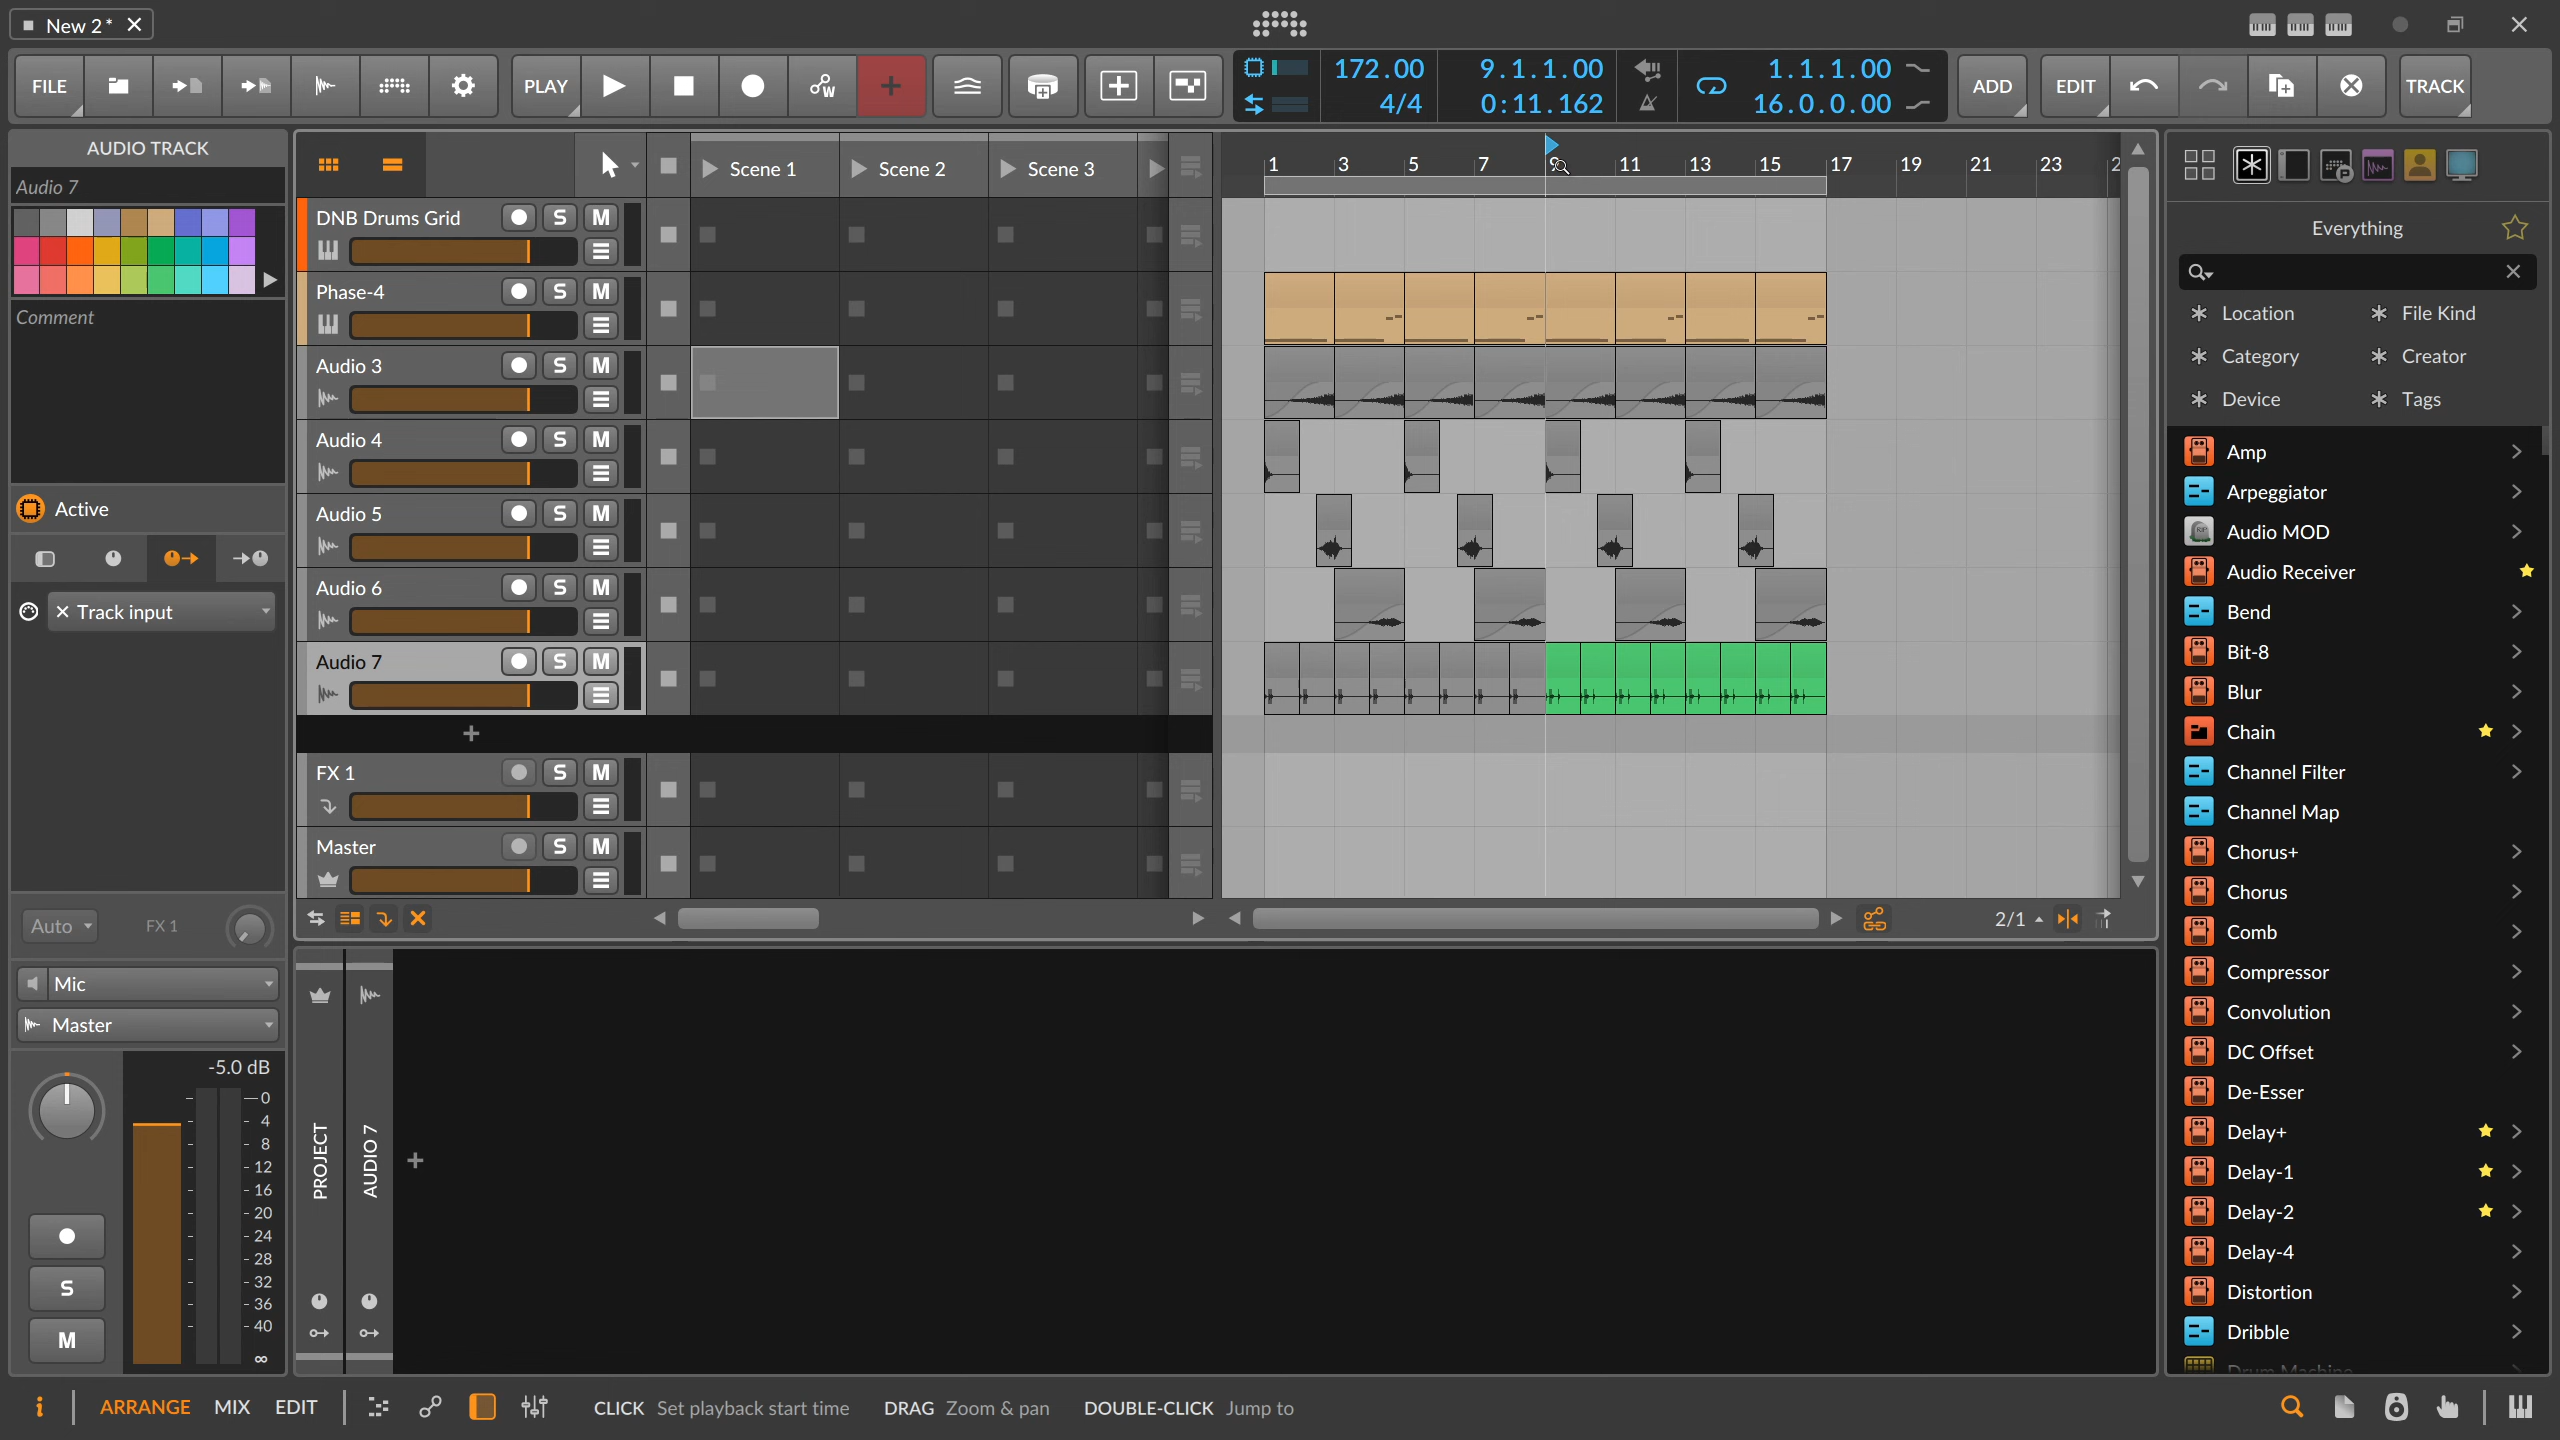 New 2*
FILE PLAY 172.00 9.1.1.00 1.1.1.00 ADD EDIT TRACK
4/4 0:11.162 16.0.0.00
AUDIO TRACK
Audio 7
Comment
Active
Track input
Auto FX 1
Mic
Master
-5.0 dB
0
4
8
12
16
20
24
28
32
36
40
∞
S
M
Scene 1 Scene 2 Scene 3
1 3 5 7 9 11 13 15 17 19 21 23 2
DNB Drums Grid S M
Phase-4 S M
Audio 3 S M
Audio 4 S M
Audio 5 S M
Audio 6 S M
Audio 7 S M
+
FX 1 S M
Master S M
2/1
PROJECT
AUDIO 7
+
Everything
Location File Kind
Category Creator
Device Tags
Amp
Arpeggiator
Audio MOD
Audio Receiver
Bend
Bit-8
Blur
Chain
Channel Filter
Channel Map
Chorus+
Chorus
Comb
Compressor
Convolution
DC Offset
De-Esser
Delay+
Delay-1
Delay-2
Delay-4
Distortion
Dribble
Drum Machine
i ARRANGE MIX EDIT CLICK Set playback start time DRAG Zoom & pan DOUBLE-CLICK Jump to